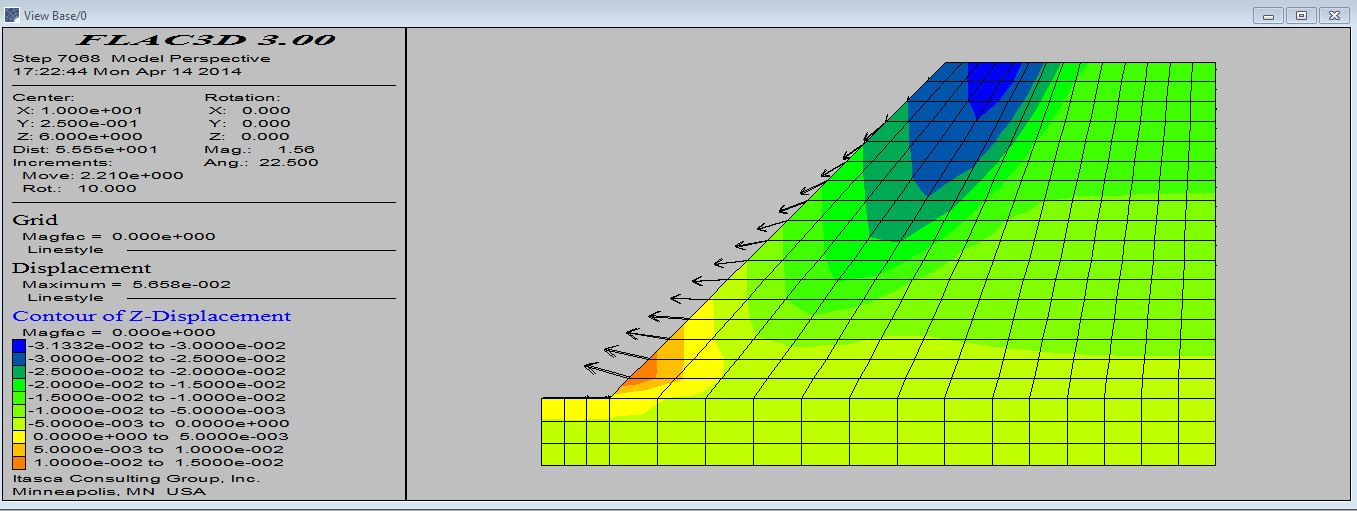 View Base/0
FLAC3D 3.00
Step 7068 Model Perspective
17:22:44 Mon Apr 14 2014
Center: Rotation:
X: 1.000e+001 X: 0.000
Y: 2.500e-001 Y: 0.000
Z: 6.000e+000 Z: 0.000
Dist: 5.555e+001 Mag.: 1.56
Increments: Ang.: 22.500
Move: 2.210e+000
Rot.: 10.000
Grid
Magfac = 0.000e+000
Linestyle
Displacement
Maximum = 5.658e-002
Linestyle
Contour of Z-Displacement
Magfac = 0.000e+000
-3.1332e-002 to -3.0000e-002
-3.0000e-002 to -2.5000e-002
-2.5000e-002 to -2.0000e-002
-2.0000e-002 to -1.5000e-002
-1.5000e-002 to -1.0000e-002
-1.0000e-002 to -5.0000e-003
-5.0000e-003 to 0.0000e+000
0.0000e+000 to 5.0000e-003
5.0000e-003 to 1.0000e-002
1.0000e-002 to 1.5000e-002
Itasca Consulting Group, Inc.
Minneapolis, MN USA